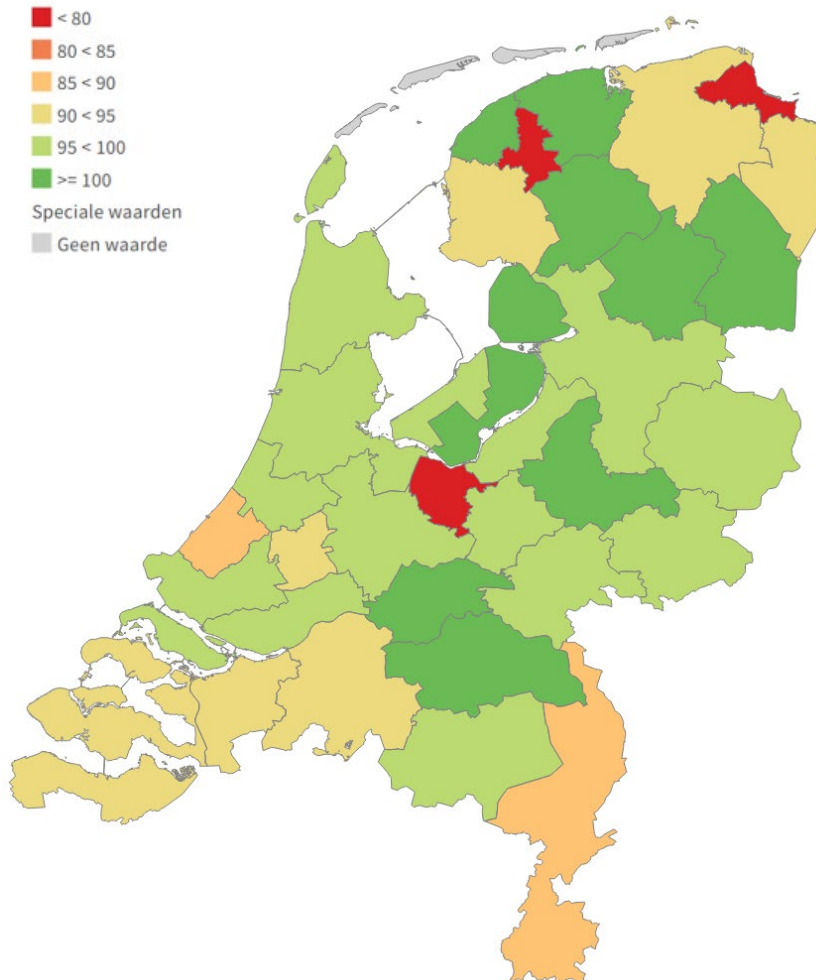 < 80
80 < 85
85 < 90
90 < 95
95 < 100
>= 100
Speciale waarden
Geen waarde